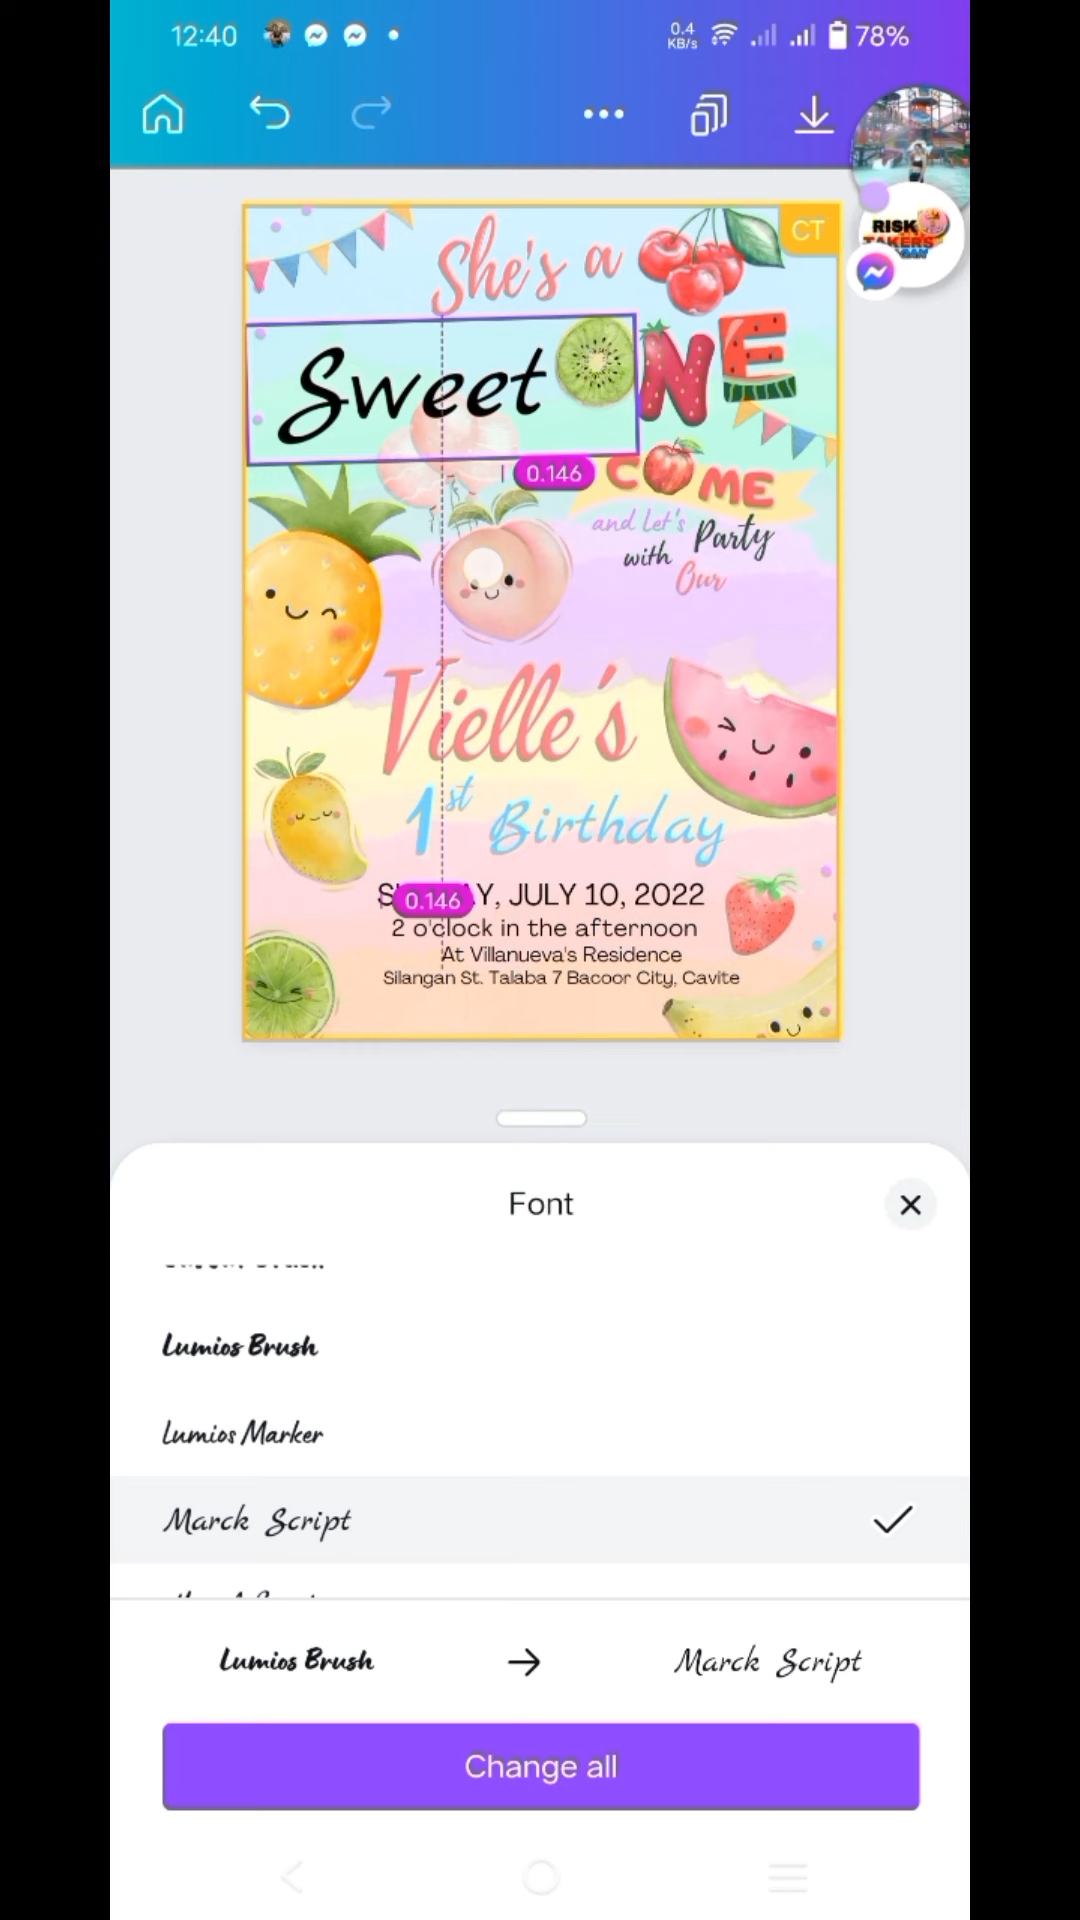 12:40
0.4
KB/s
78%
RISK
TAKERS
CT
She's a
Sweet
NE
0.146
C ME
and let's Party
with
Our
Vielle's
1st Birthday
0.146
Y, JULY 10, 2022
2 o'clock in the afternoon
At Villanueva's Residence
Silangan St. Talaba 7 Bacoor City, Cavite
Font
Lumios Brush
Lumios Marker
Marck Script
Lumios Brush → Marck Script
Change all